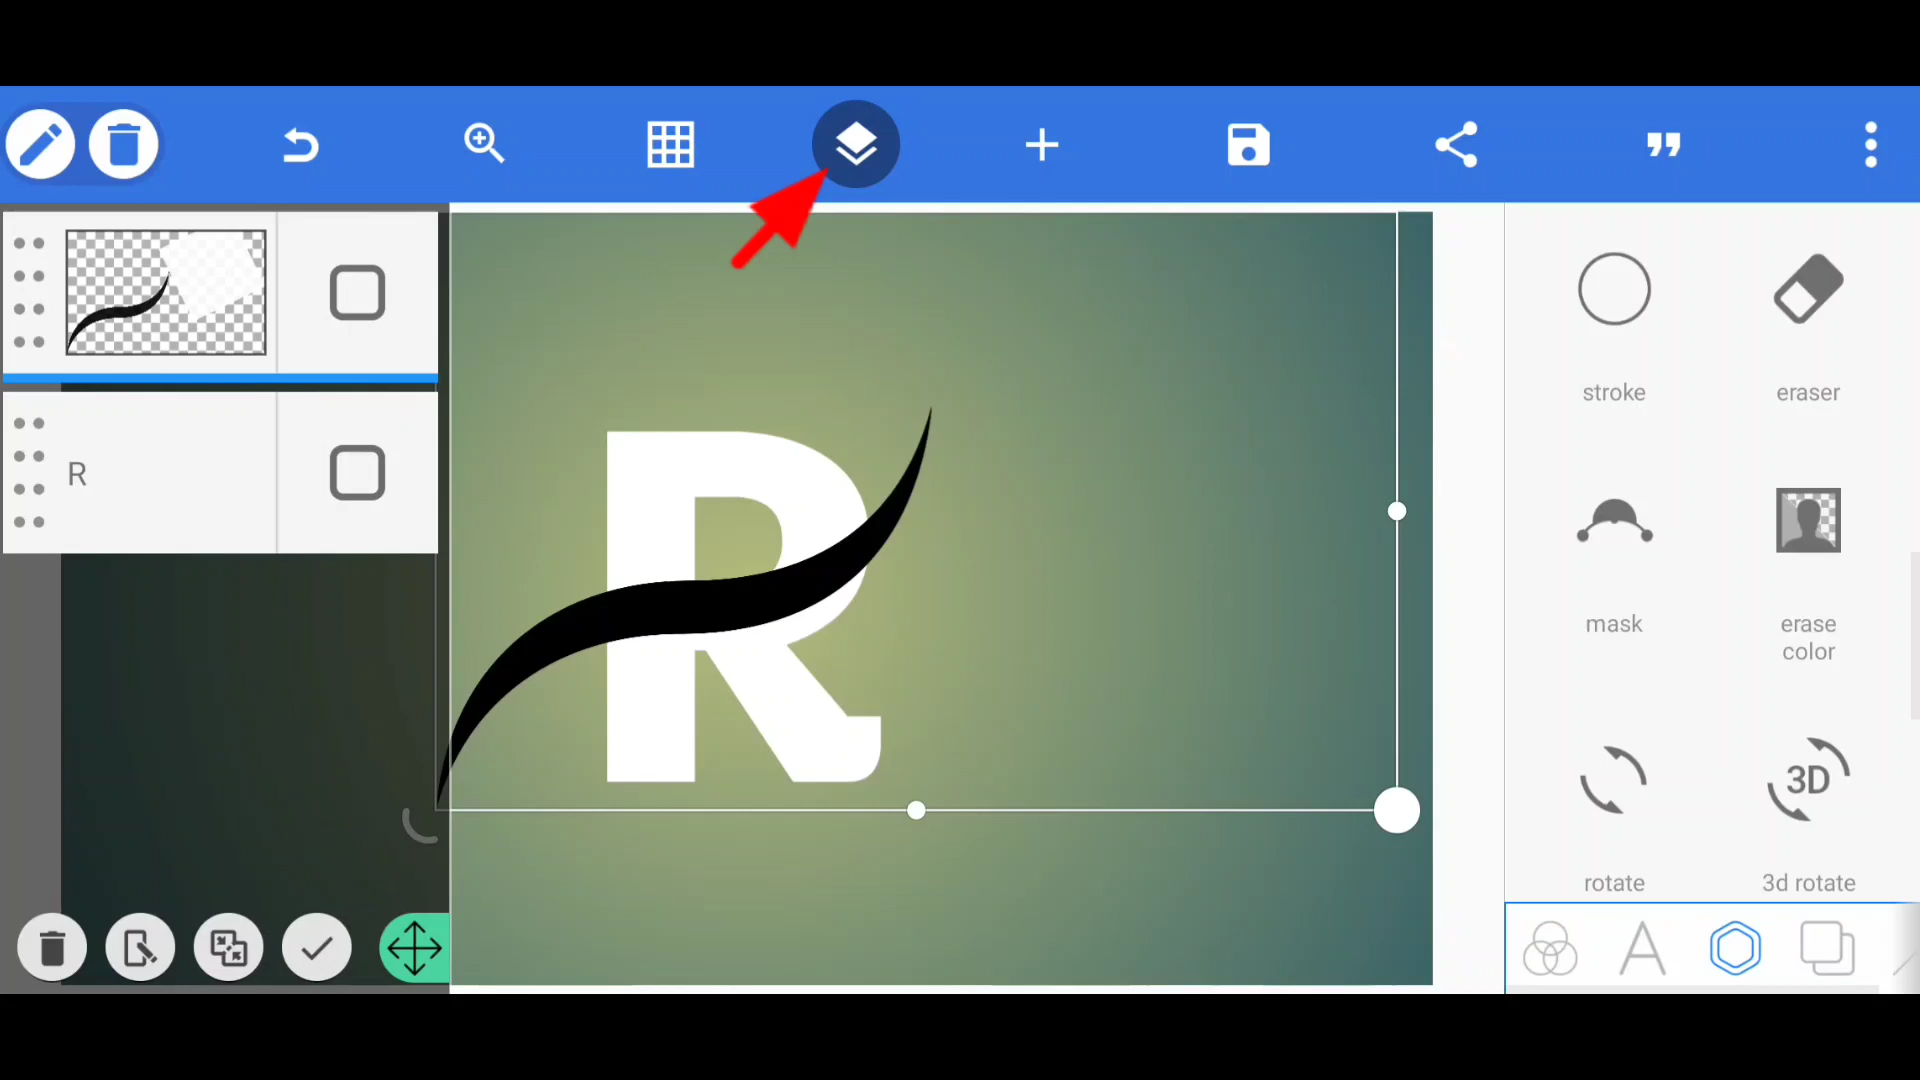 R
R
stroke
eraser
mask
erase
color
3D
rotate
3d rotate
A